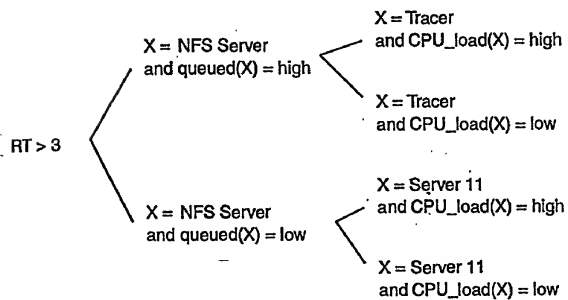 X = Tracer
and CPU_load(X) = high
X = NFS Server
and queued(X) = high
X = Tracer
and CPU_load(X) = low
RT > 3
X = Server 11
and CPU_load(X) = high
X = NFS Server
and queued(X) = low
X = Server 11
and CPU_load(X) = low